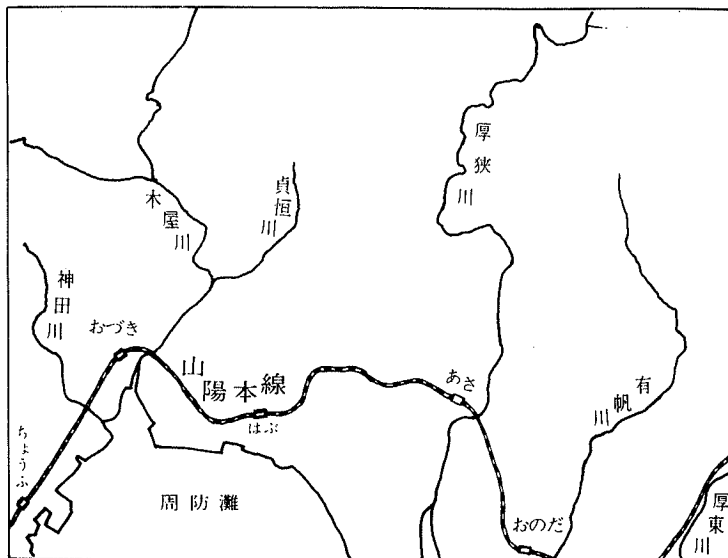 厚狭川
木屋川
貞恒川
神田川
おづき
山陽本線
あさ
有帆川
はぶ
ちょうふ
周防灘
おのだ
厚東川